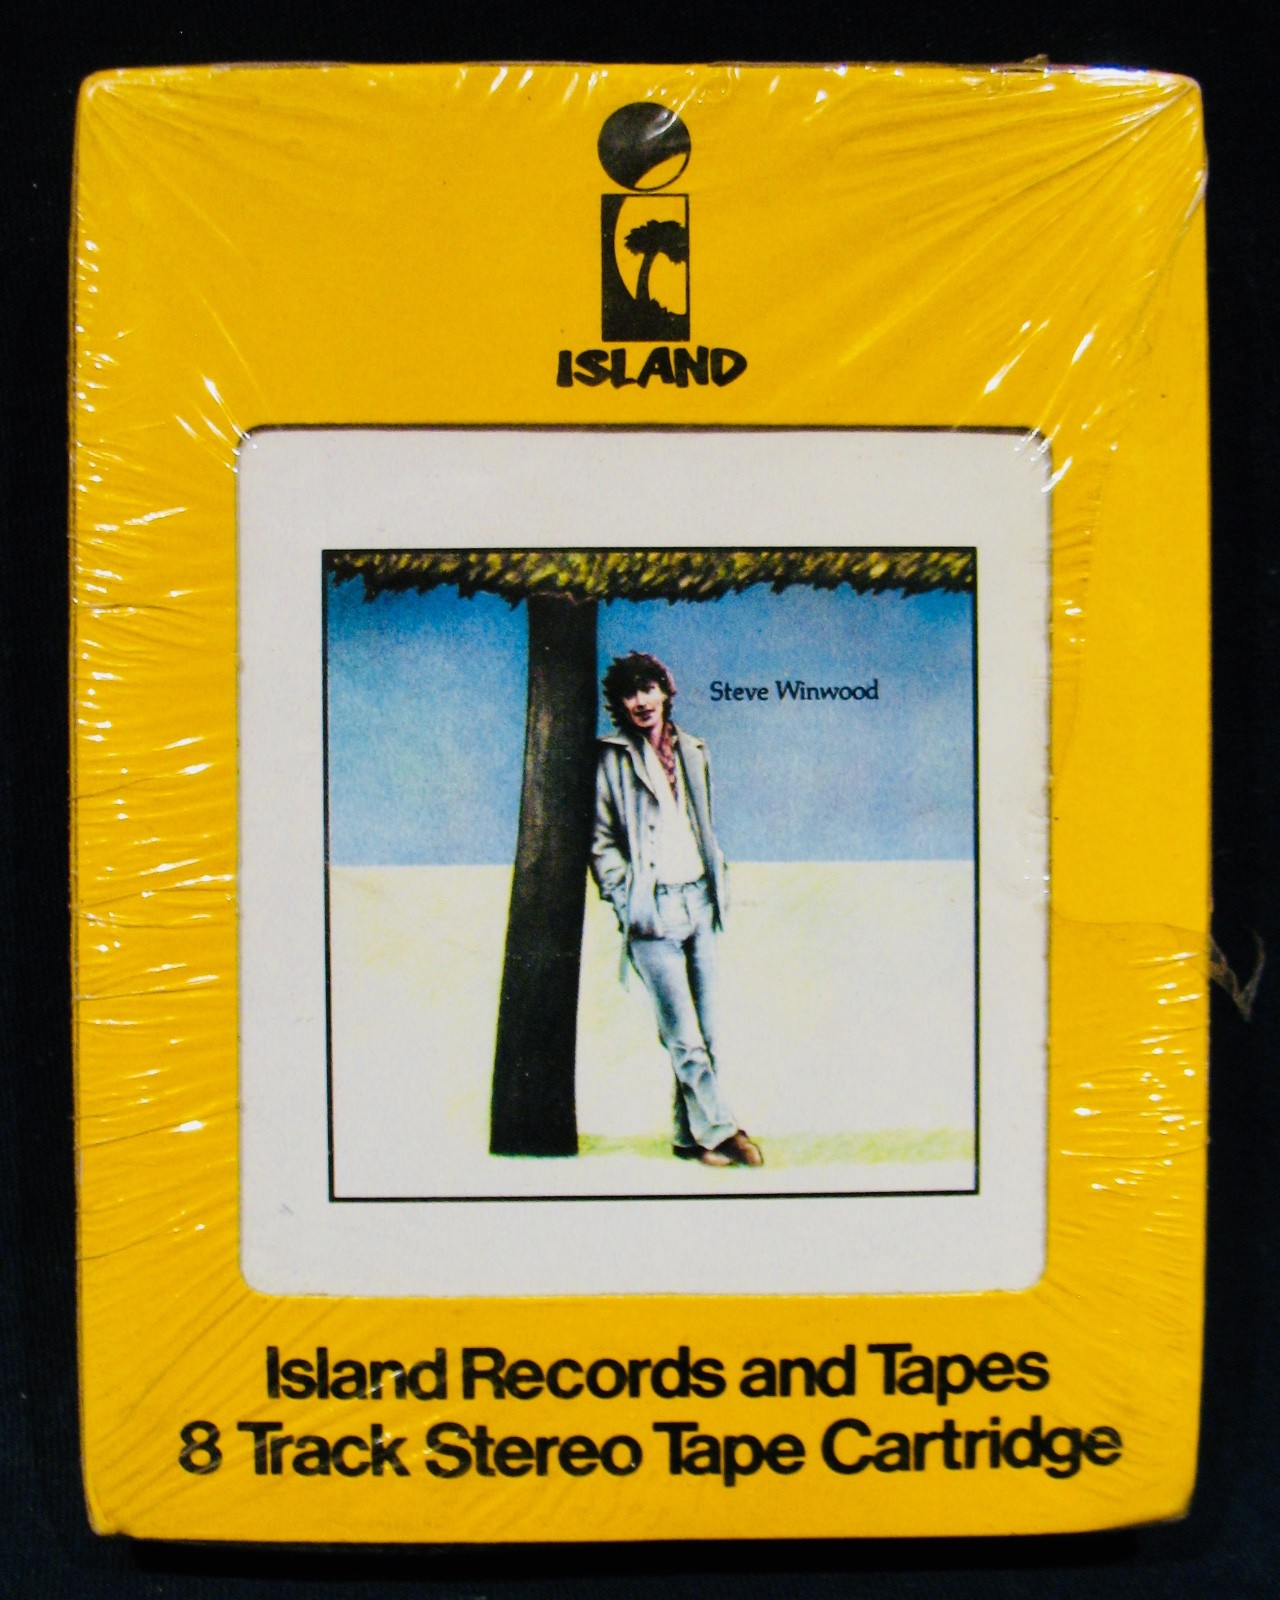 ISLAND
Steve Winwood
Island Records and Tapes
8 Track Stereo Tape Cartridge